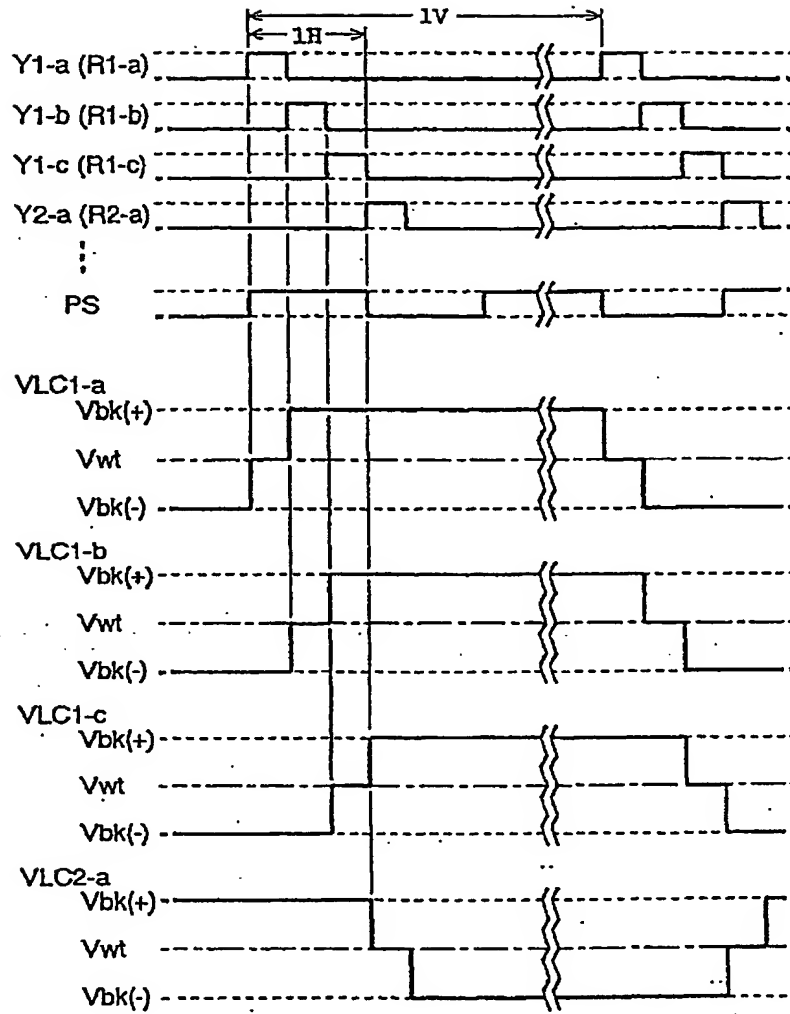 1V
1H
Y1-a (R1-a)
Y1-b (R1-b)
Y1-c (R1-c)
Y2-a (R2-a)
PS
VLC1-a
Vbk(+)
Vwt
Vbk(-)
VLC1-b
Vbk(+)
Vwt
Vbk(-)
VLC1-c
Vbk(+)
Vwt
Vbk(-)
VLC2-a
Vbk(+)
Vwt
Vbk(-)